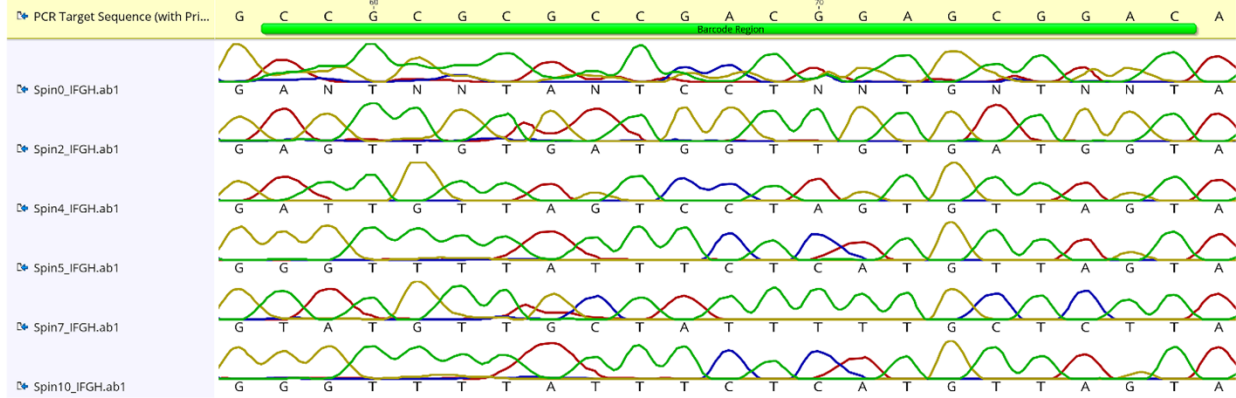 60 70
PCR Target Sequence (with Pri... G C C G C G C G C C G A C G G A G C G G A C A
Barcode Region
Spin0_IFGH.ab1 G A N T N N T A N T C C T N N T G N T N N T A
Spin2_IFGH.ab1 G A G T T G T G A T G G T T G T G A T G G T A
Spin4_IFGH.ab1 G A T T G T T A G T C C T A G T G T T A G T A
Spin5_IFGH.ab1 G G G T T T T A T T T C T C A T G T T A G T A
Spin7_IFGH.ab1 G T A T G T T G C T A T T T T T G C T C T T A
Spin10_IFGH.ab1 G G G T T T T A T T T C T C A T G T T A G T A